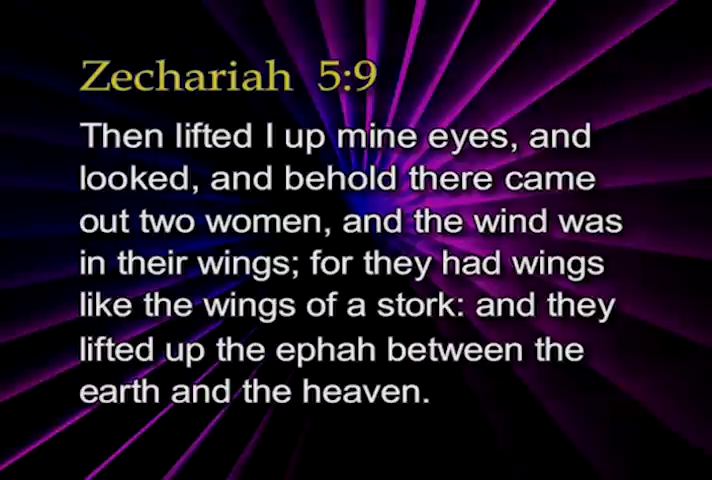 Zechariah 5:9
Then lifted I up mine eyes, and
looked, and behold there came
out two women, and the wind was
in their wings; for they had wings
like the wings of a stork: and they
lifted up the ephah between the
earth and the heaven.